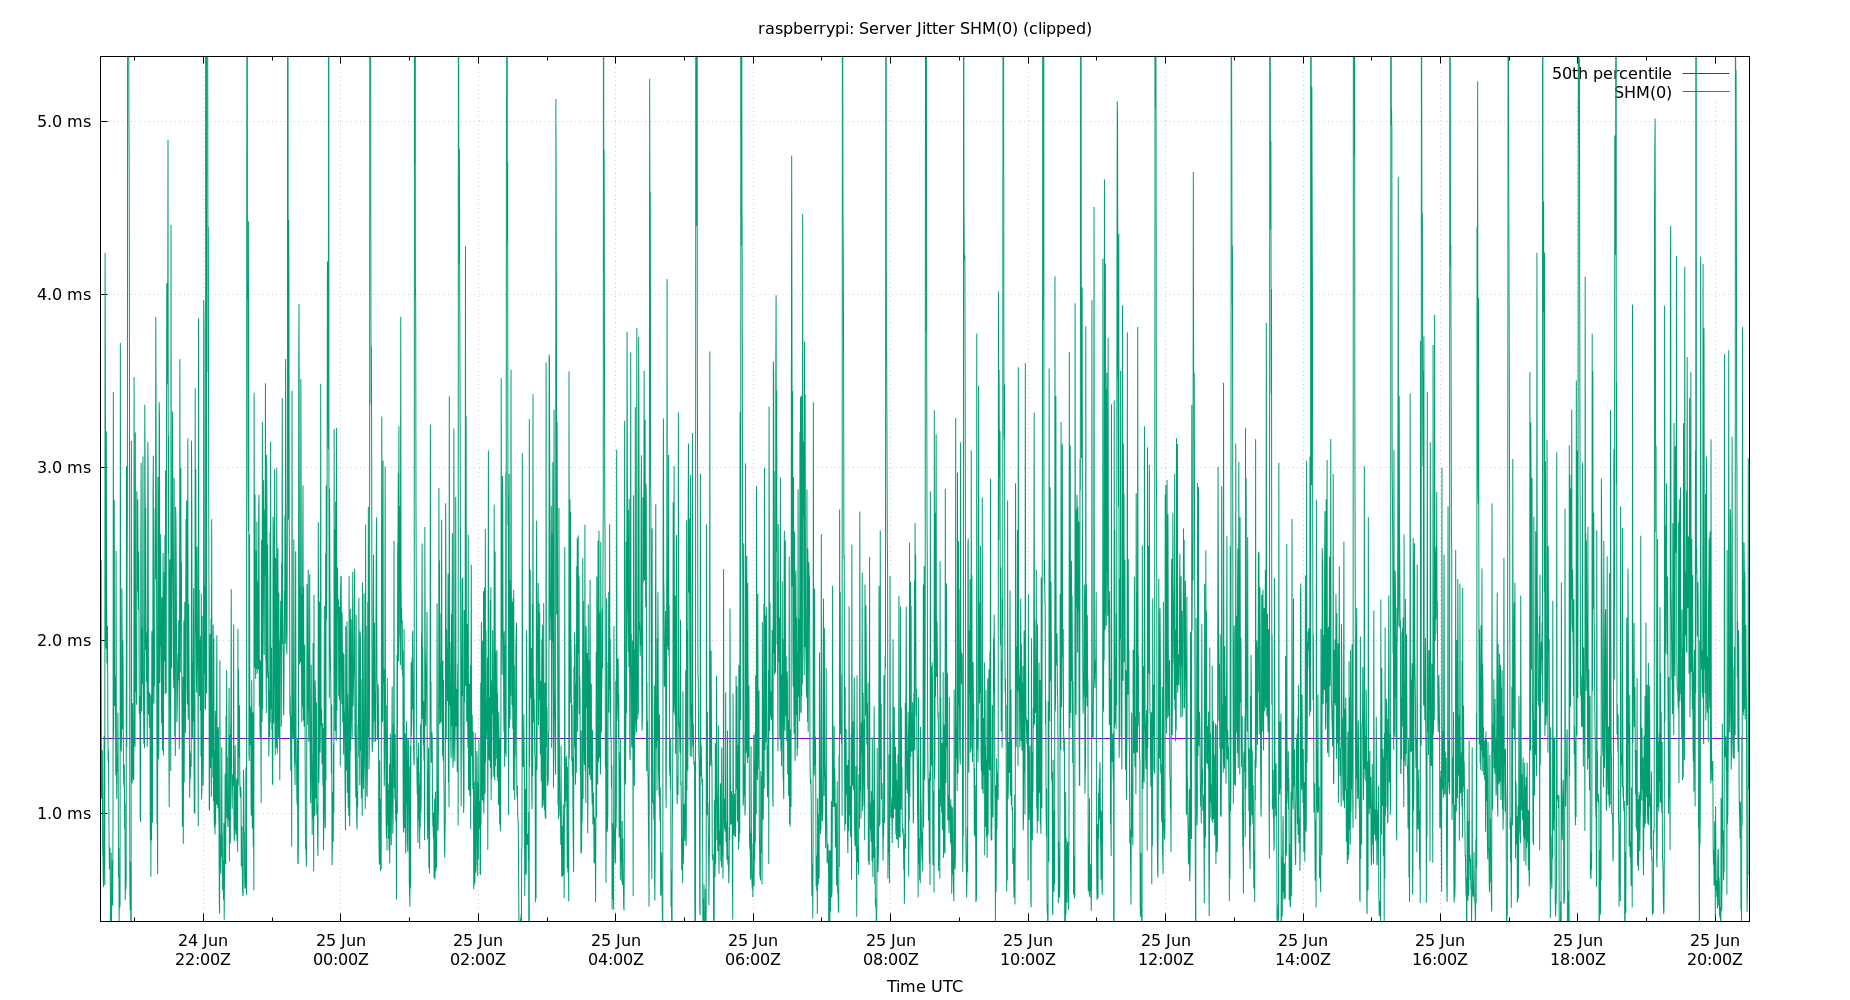 raspberrypi: Server Jitter SHM(0) (clipped)
50th percentile
SHM(0)
5.0 ms
4.0 ms
3.0 ms
2.0 ms
1.0 ms
24 Jun 25 Jun 25 Jun 25 Jun 25 Jun 25 Jun 25 Jun 25 Jun 25 Jun 25 Jun 25 Jun 25 Jun
22:00Z 00:00Z 02:00Z 04:00Z 06:00Z 08:00Z 10:00Z 12:00Z 14:00Z 16:00Z 18:00Z 20:00Z
Time UTC